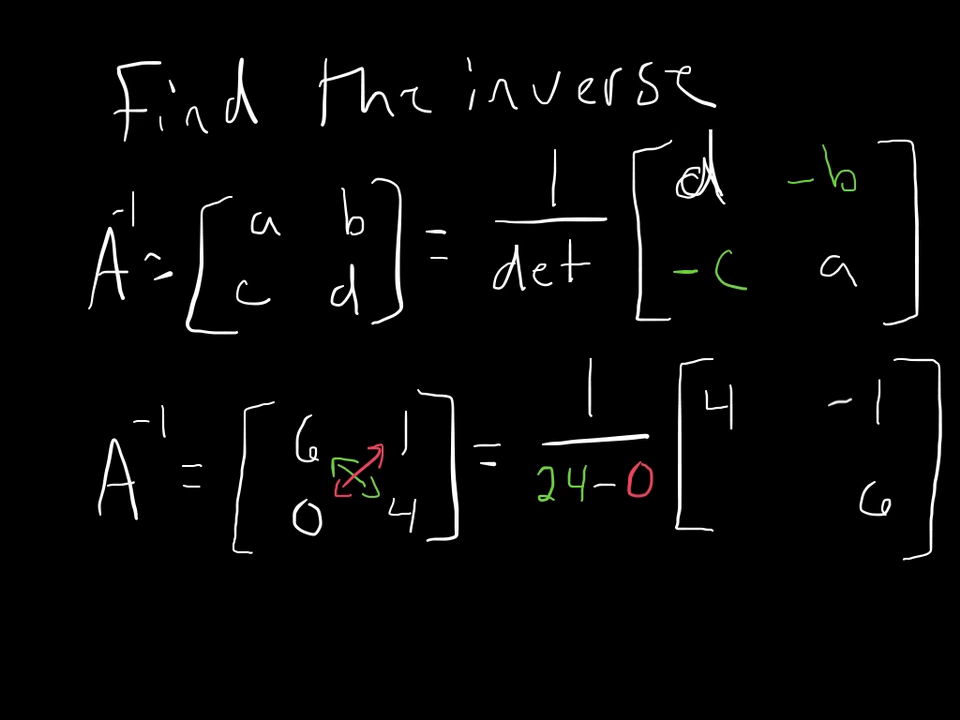 Find the inverse
A⁻¹ = [a b; c d] = 1/det [d -b; -c a]
A⁻¹ = [6 1; 0 4] = 1/24-0 [4 -1; 6]